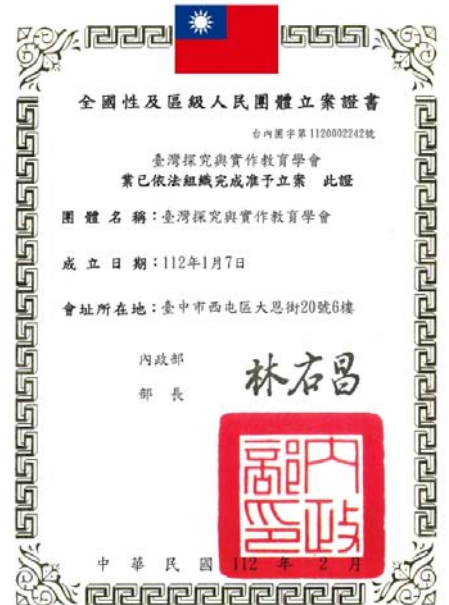 全國性及區級人民團體立案證書
台內團字第1120002242號
臺灣探究與實作教育學會
業已依法組織完成准予立案 此證
團體名稱：臺灣探究與實作教育學會
成立日期：112年1月7日
會址所在地：臺中市西屯區大恩街20號6樓
內政部
部長
林右昌
內政部印
中華民國112年2月